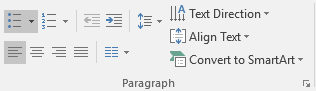 Text Direction
Align Text
Convert to SmartArt
Paragraph